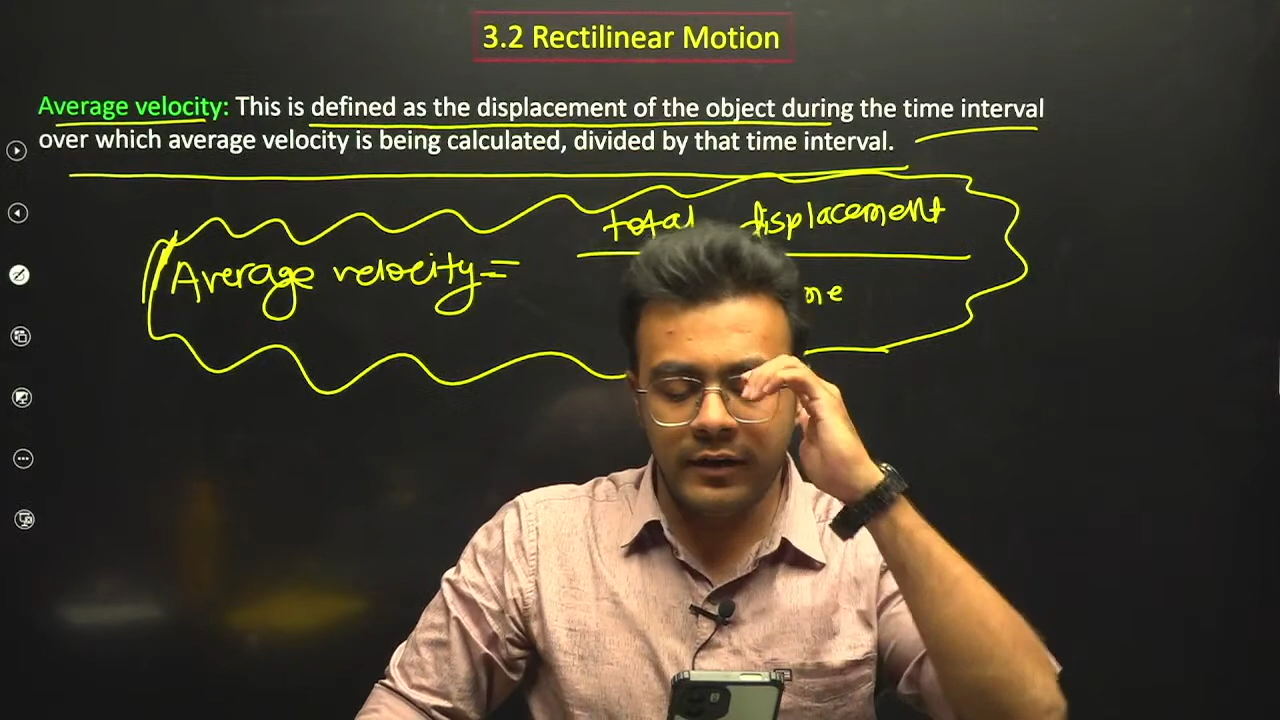 3.2 Rectilinear Motion
Average velocity: This is defined as the displacement of the object during the time interval
over which average velocity is being calculated, divided by that time interval.
total displacement
Average velocity =